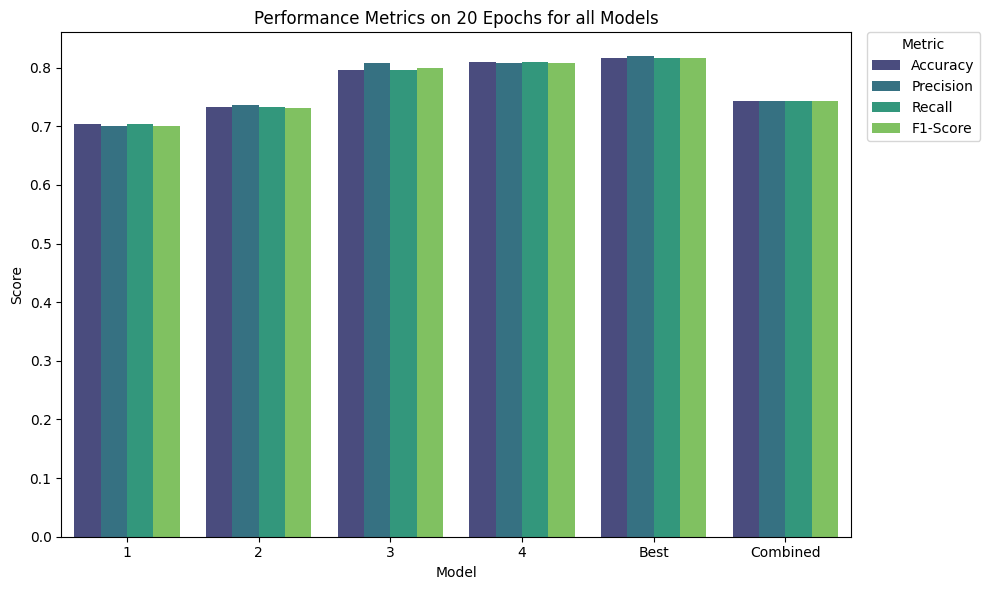 Performance Metrics on 20 Epochs for all Models
Metric
Accuracy
Precision
Recall
F1-Score
Score
0.8
0.7
0.6
0.5
0.4
0.3
0.2
0.1
0.0
1 2 3 4 Best Combined
Model